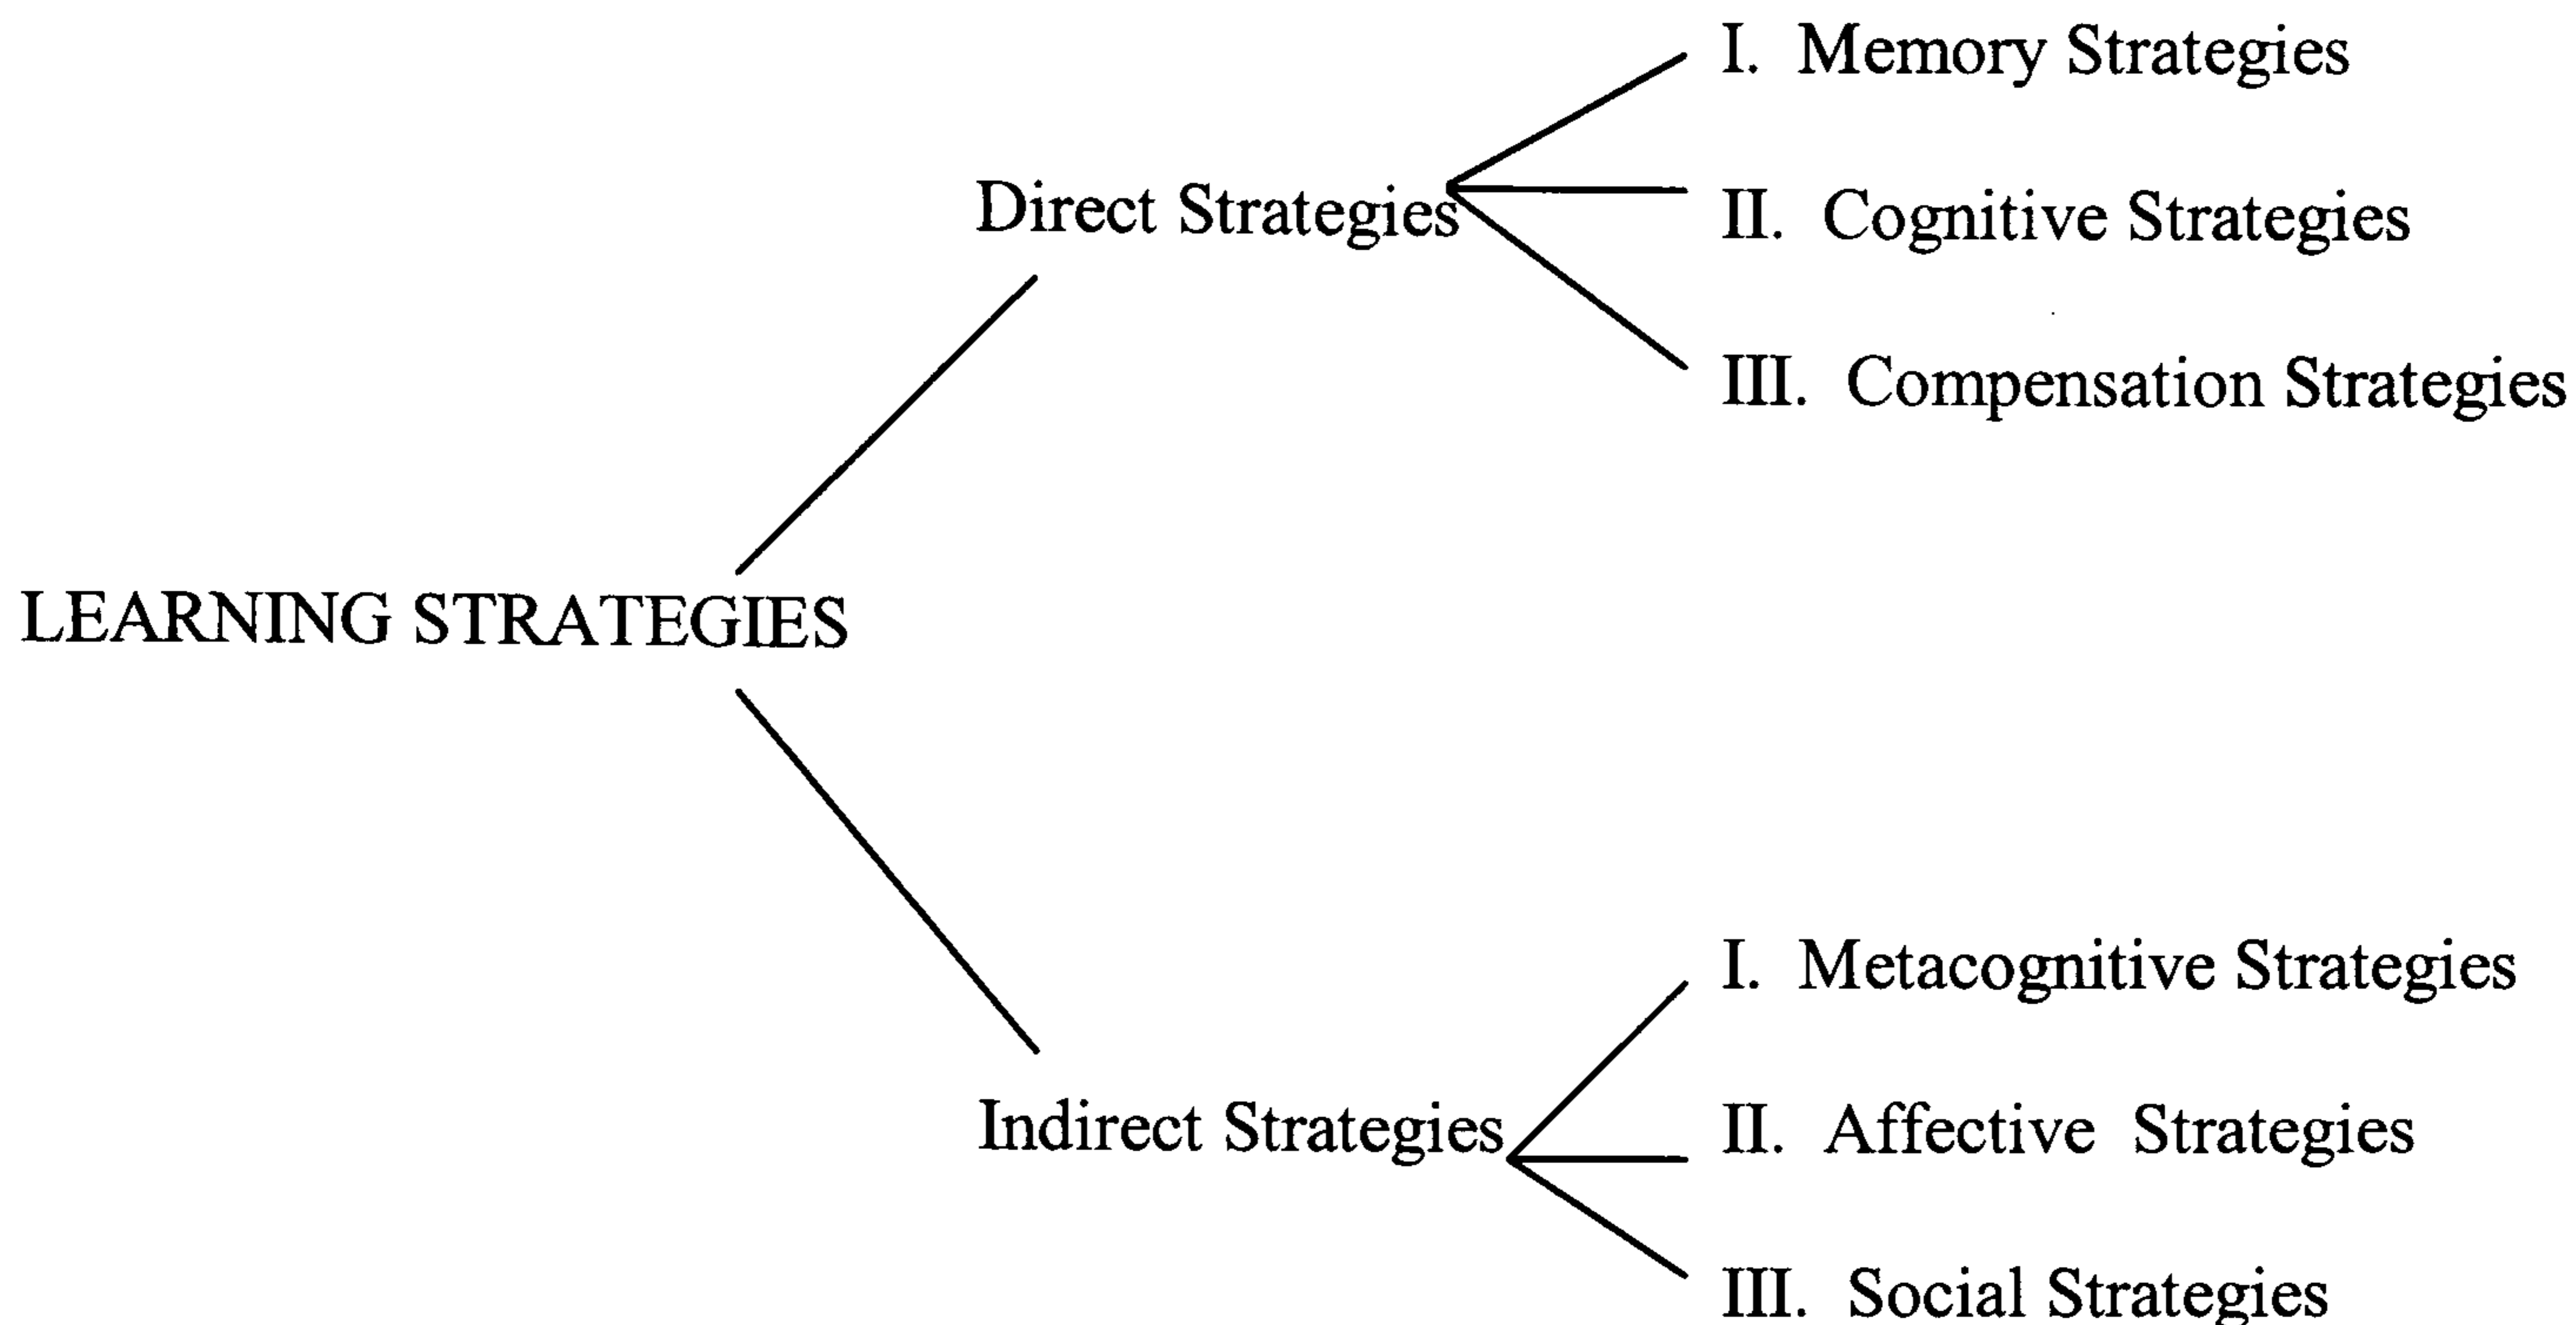 I. Memory Strategies
Direct Strategies
II. Cognitive Strategies
III. Compensation Strategies
LEARNING STRATEGIES
I. Metacognitive Strategies
Indirect Strategies
II. Affective Strategies
III. Social Strategies